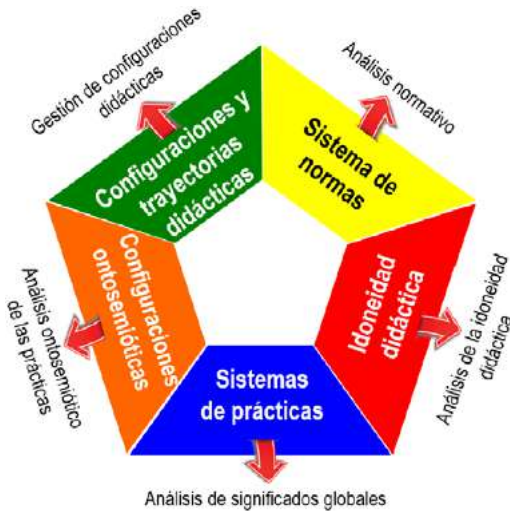 Gestión de configuraciones
didácticas
Configuraciones y
trayectorias
didácticas
Análisis normativo
Sistema de
normas
Configuraciones
ontosemióticas
Análisis ontosemiótico
de las prácticas
Idoneidad
didáctica
Análisis de la idoneidad
didáctica
Sistemas
de prácticas
Análisis de significados globales